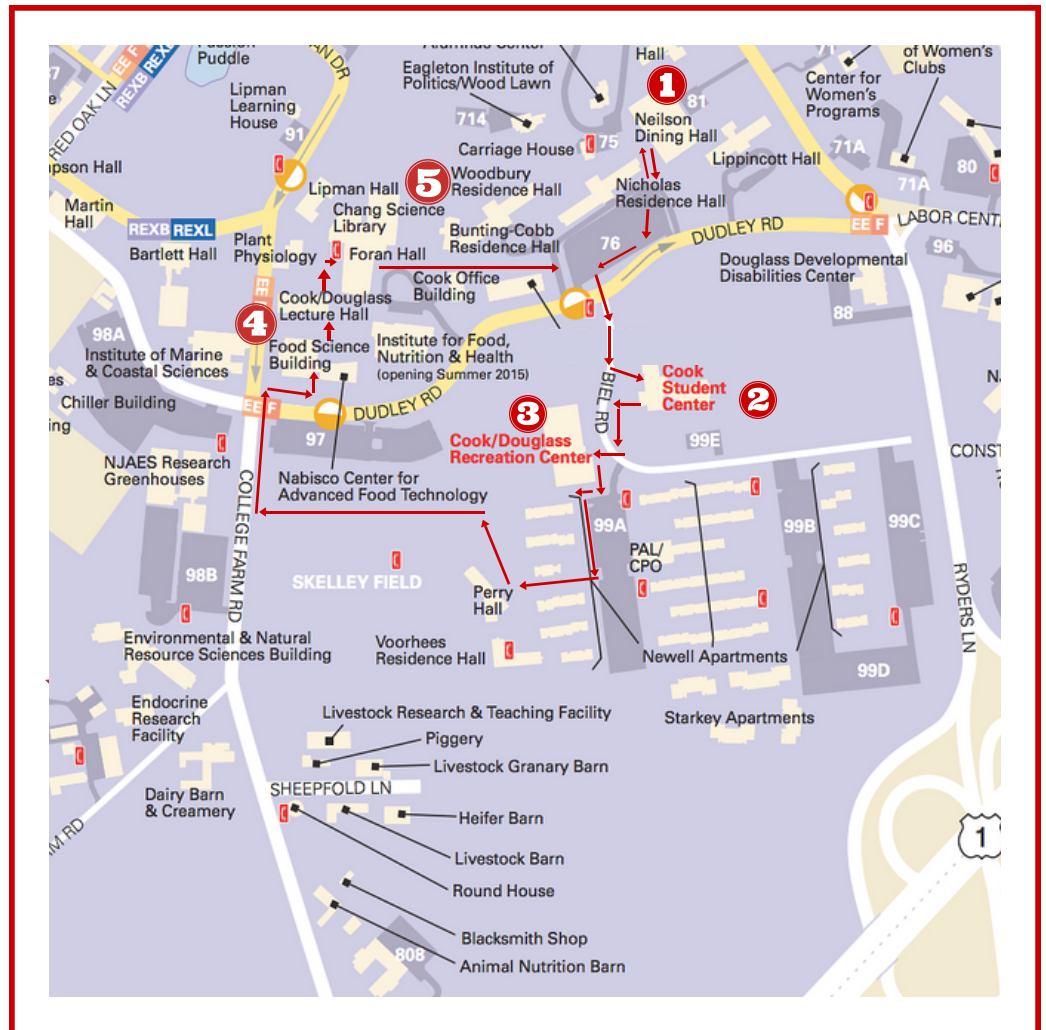 Puddle
Hall
of Women's
Clubs
Eagleton Institute of
Politics/Wood Lawn
Center for
Women's
Programs
EE F
REXB REXL
RED OAK LN
Lipman
Learning
House
91
714
Carriage House
75
1
81
Neilson
Dining Hall
Lippincott Hall
71
71A
71A
80
Martin
Hall
Lipman Hall
5
Woodbury
Residence Hall
Nicholas
Residence Hall
Chang Science
Library
REXB REXL
Bartlett Hall
Plant
Physiology
Foran Hall
Bunting-Cobb
Residence Hall
76
DUDLEY RD
EE F
96
Cook Office
Building
Douglass Developmental
Disabilities Center
88
EE
4
Cook/Douglass
Lecture Hall
98A
Institute of Marine
& Coastal Sciences
Food Science
Building
Institute for Food,
Nutrition & Health
(opening Summer 2015)
BIEL RD
Cook
Student
Center
2
Chiller Building
EE F
DUDLEY RD
3
97
99E
Cook/Douglass
Recreation Center
NJAES Research
Greenhouses
COLLEGE FARM RD
Nabisco Center for
Advanced Food Technology
99A
99B
99C
98B
SKELLEY FIELD
PAL/
CPO
Perry
Hall
RYDERS LN
Environmental & Natural
Resource Sciences Building
Voorhees
Residence Hall
Newell Apartments
99D
Endocrine
Research
Facility
Livestock Research & Teaching Facility
Starkey Apartments
Piggery
Livestock Granary Barn
Dairy Barn
& Creamery
SHEEPFOLD LN
Heifer Barn
1
Livestock Barn
Round House
Blacksmith Shop
808
Animal Nutrition Barn